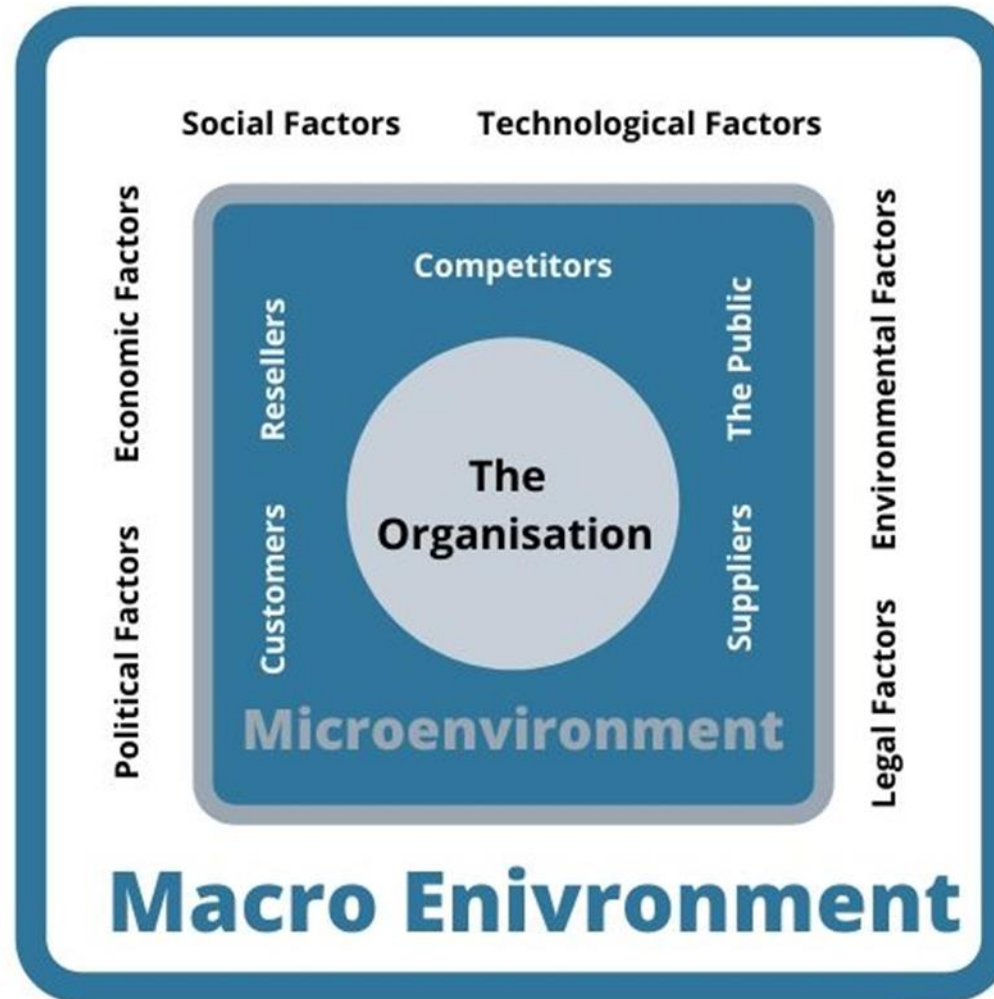 Social Factors
Technological Factors
Economic Factors
Political Factors
Environmental Factors
Legal Factors
Competitors
Resellers
Customers
The Public
Suppliers
The
Organisation
Microenvironment
Macro Enivronment